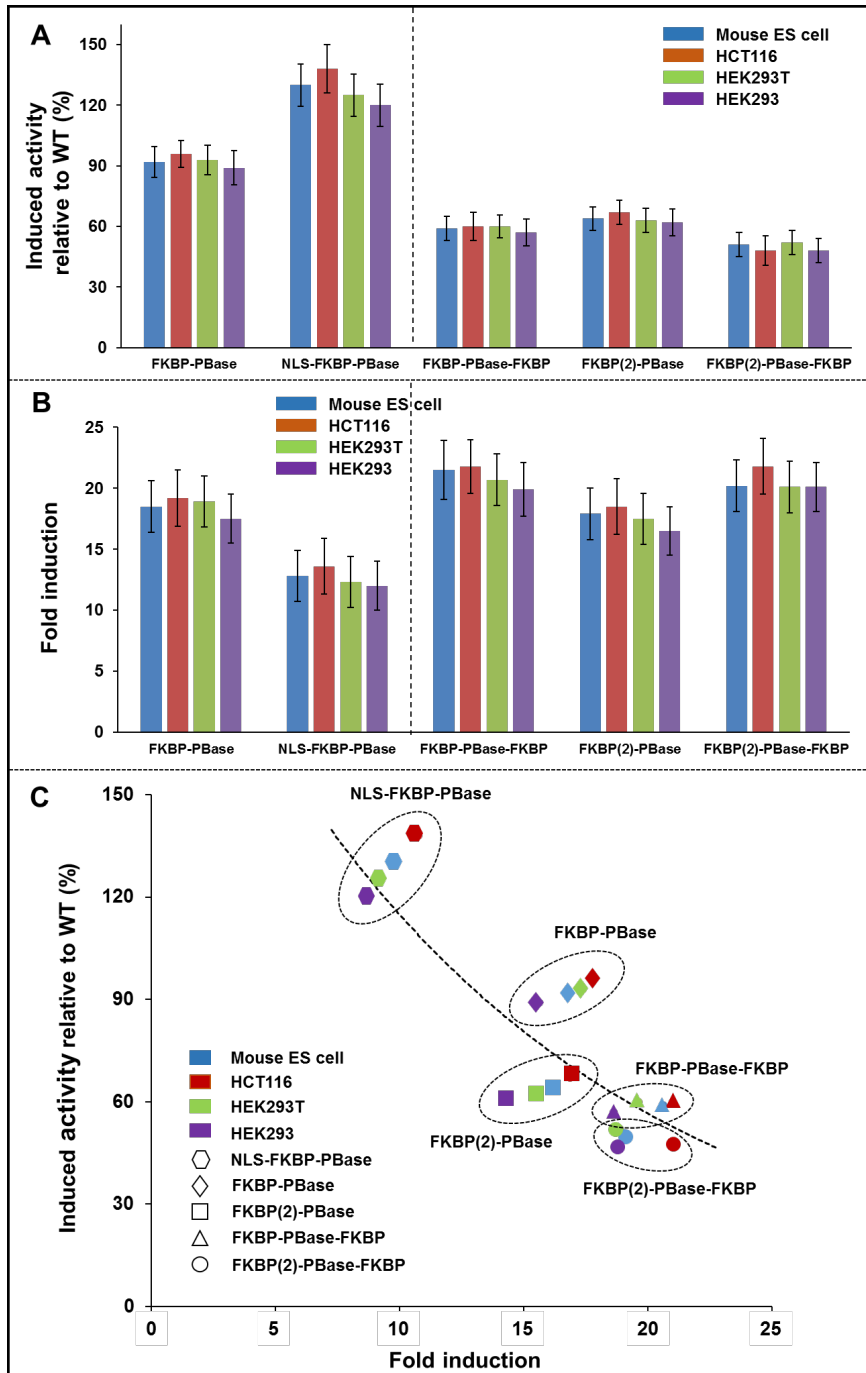 A
Induced activity
relative to WT (%)
150
120
90
60
30
0
Mouse ES cell
HCT116
HEK293T
HEK293
FKBP-PBase
NLS-FKBP-PBase
FKBP-PBase-FKBP
FKBP(2)-PBase
FKBP(2)-PBase-FKBP
B
Fold induction
25
20
15
10
5
0
Mouse ES cell
HCT116
HEK293T
HEK293
FKBP-PBase
NLS-FKBP-PBase
FKBP-PBase-FKBP
FKBP(2)-PBase
FKBP(2)-PBase-FKBP
C
Induced activity relative to WT (%)
150
120
90
60
30
0
NLS-FKBP-PBase
FKBP-PBase
FKBP-PBase-FKBP
FKBP(2)-PBase
FKBP(2)-PBase-FKBP
Mouse ES cell
HCT116
HEK293T
HEK293
NLS-FKBP-PBase
FKBP-PBase
FKBP(2)-PBase
FKBP-PBase-FKBP
FKBP(2)-PBase-FKBP
0 5 10 15 20 25
Fold induction